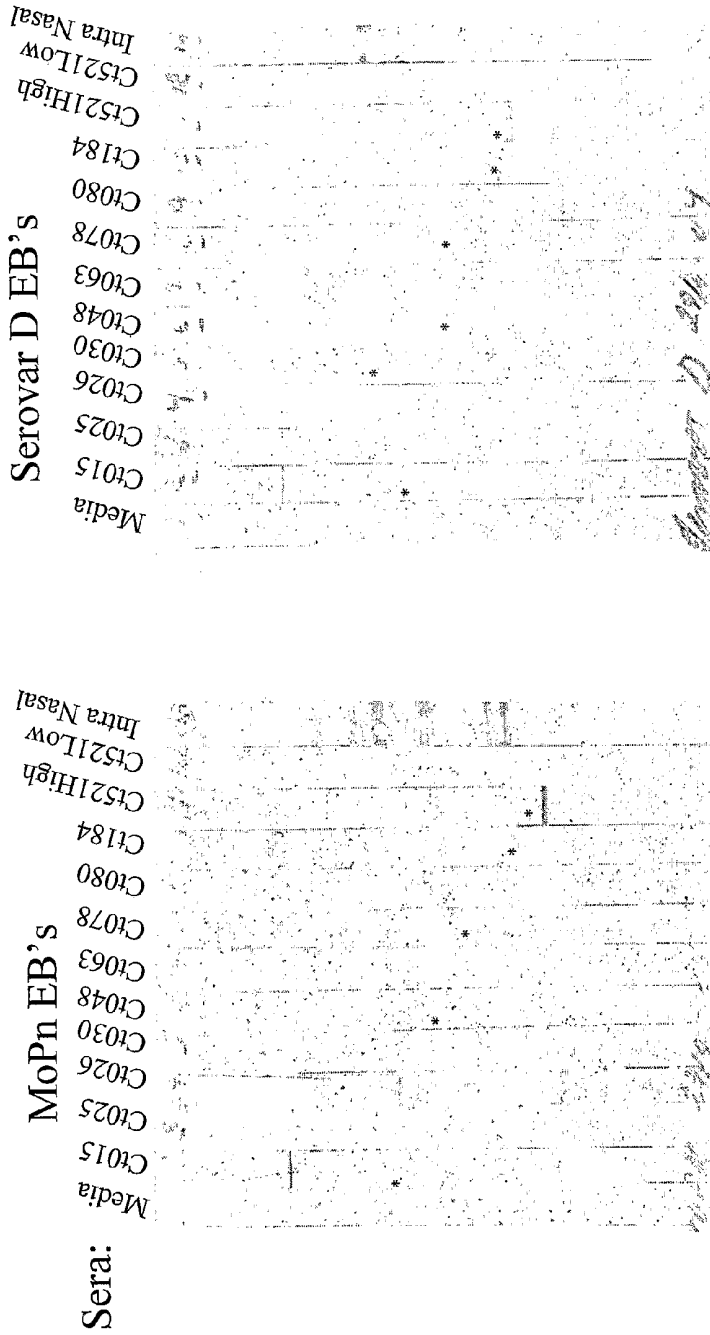 Sera:
MoPn EB's
Media
Ct015
Ct025
Ct026
Ct030
Ct048
Ct063
Ct078
Ct080
Ct184
Ct521High
Ct521Low
Intra Nasal
Serovar D EB's
Media
Ct015
Ct025
Ct026
Ct030
Ct048
Ct063
Ct078
Ct080
Ct184
Ct521High
Ct521Low
Intra Nasal
* * * * *
* * * * * *